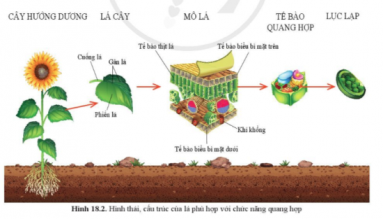 CÂY HƯỚNG DƯƠNG
LÁ CÂY
MÔ LÁ
TẾ BÀO
QUANG HỢP
LỤC LẠP
Cuống lá
Gân lá
Phiến lá
Tế bào thịt lá
Tế bào biểu bì mặt trên
Khí khổng
Tế bào biểu bì mặt dưới
Hình 18.2. Hình thái, cấu trúc của lá phù hợp với chức năng quang hợp